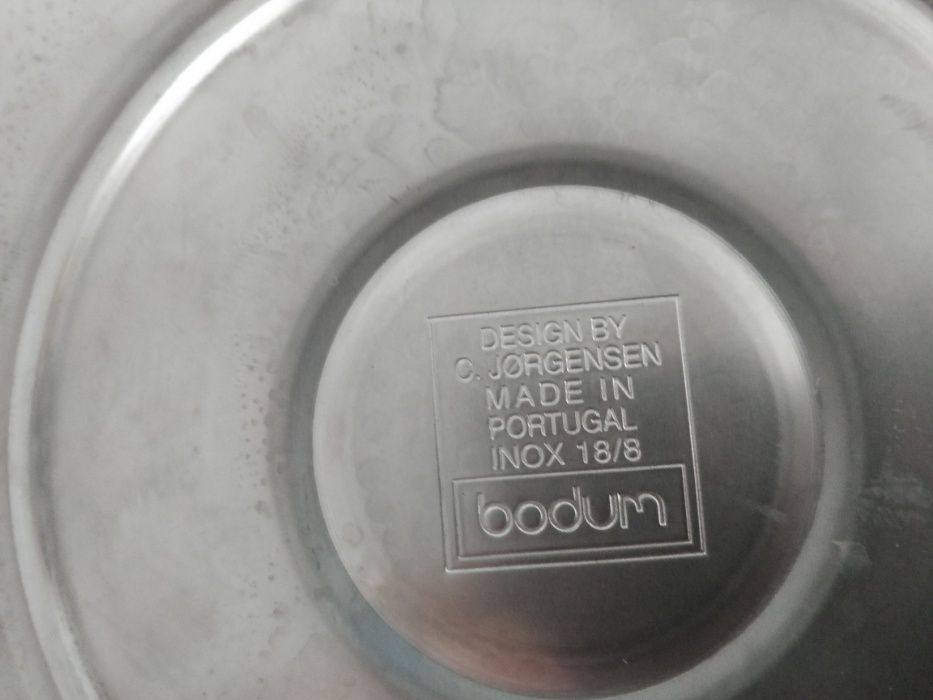 DESIGN BY
C. JØRGENSEN
MADE IN
PORTUGAL
INOX 18/8
bodum